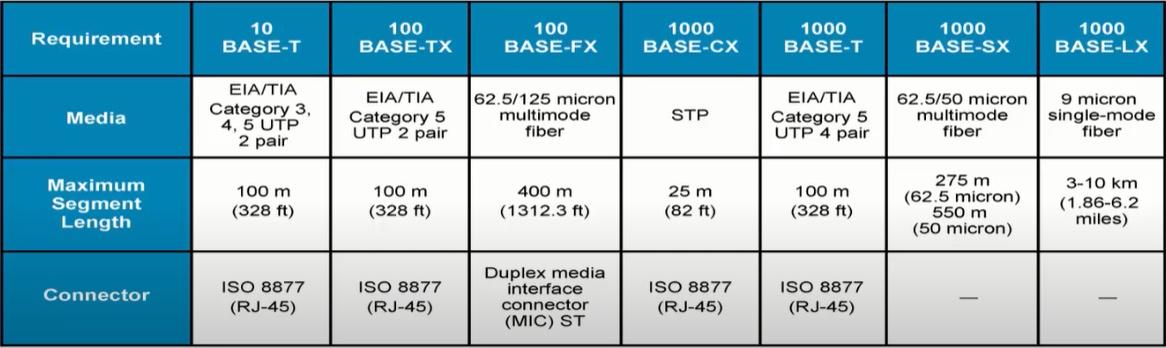 Requirement
10
BASE-T
100
BASE-TX
100
BASE-FX
1000
BASE-CX
1000
BASE-T
1000
BASE-SX
1000
BASE-LX
Media
EIA/TIA
Category 3,
4, 5 UTP
2 pair
EIA/TIA
Category 5
UTP 2 pair
62.5/125 micron
multimode
fiber
STP
EIA/TIA
Category 5
UTP 4 pair
62.5/50 micron
multimode
fiber
9 micron
single-mode
fiber
Maximum
Segment
Length
100 m
(328 ft)
100 m
(328 ft)
400 m
(1312.3 ft)
25 m
(82 ft)
100 m
(328 ft)
275 m
(62.5 micron)
550 m
(50 micron)
3-10 km
(1.86-6.2
miles)
Connector
ISO 8877
(RJ-45)
ISO 8877
(RJ-45)
Duplex media
interface
connector
(MIC) ST
ISO 8877
(RJ-45)
ISO 8877
(RJ-45)
—
—